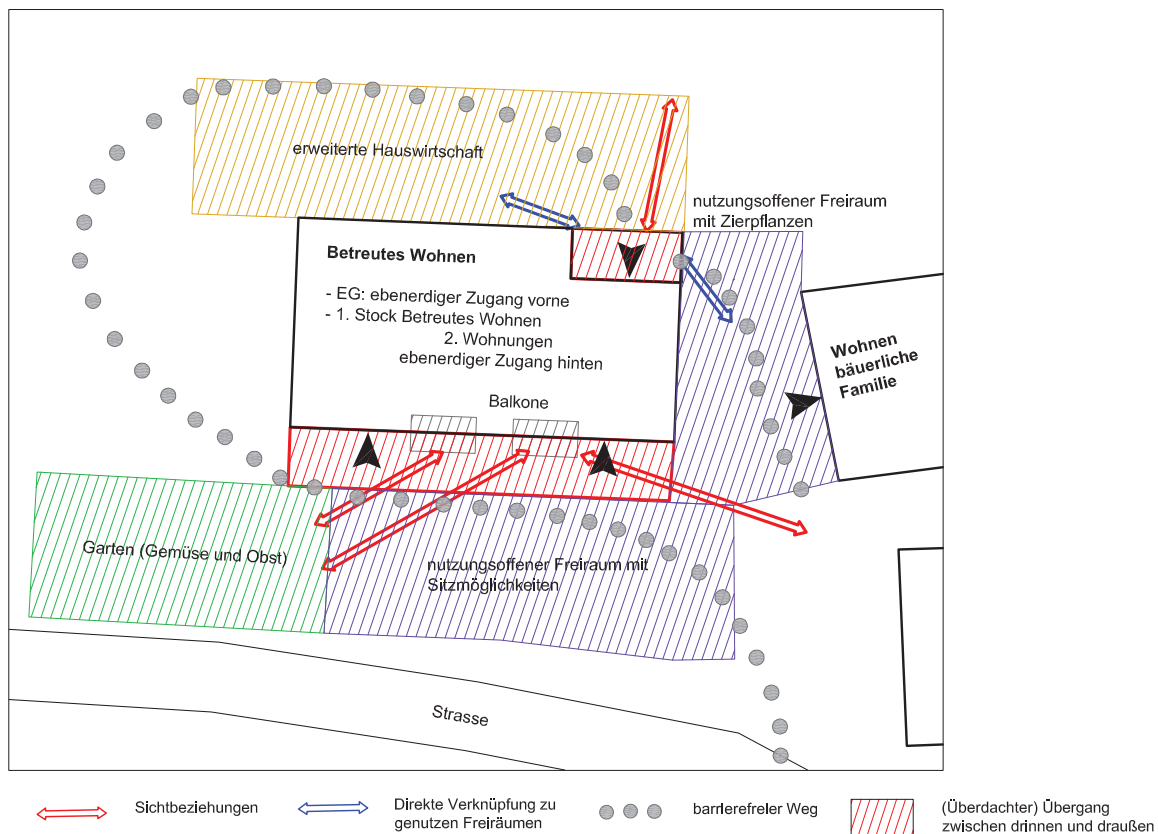 erweiterte Hauswirtschaft
nutzungsoffener Freiraum
mit Zierpflanzen
Betreutes Wohnen
- EG: ebenerdiger Zugang vorne
- 1. Stock Betreutes Wohnen
2. Wohnungen
ebenerdiger Zugang hinten
Balkone
Wohnen
bäuerliche
Familie
Garten (Gemüse und Obst)
nutzungsoffener Freiraum mit
Sitzmöglichkeiten
Strasse
Sichtbeziehungen
Direkte Verknüpfung zu
genutzen Freiräumen
barrierefreier Weg
(Überdachter) Übergang
zwischen drinnen und draußen